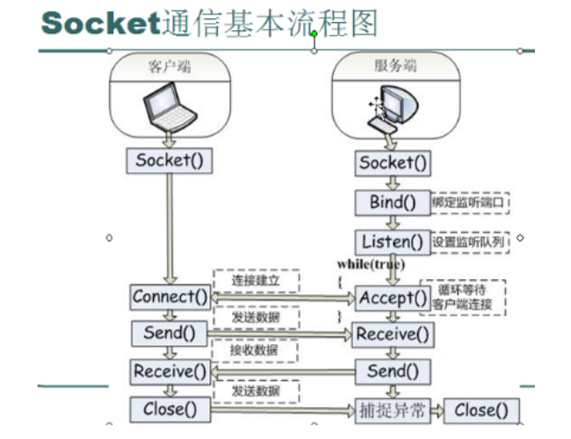 Socket通信基本流程图
客户端
服务端
Socket()
Socket()
Bind()
绑定监听端口
Listen()
设置监听队列
while(true)
{
连接建立
Connect()
Accept()
循环等待
客户端连接
}
发送数据
Send()
Receive()
接收数据
Receive()
Send()
发送数据
Close()
捕捉异常
Close()